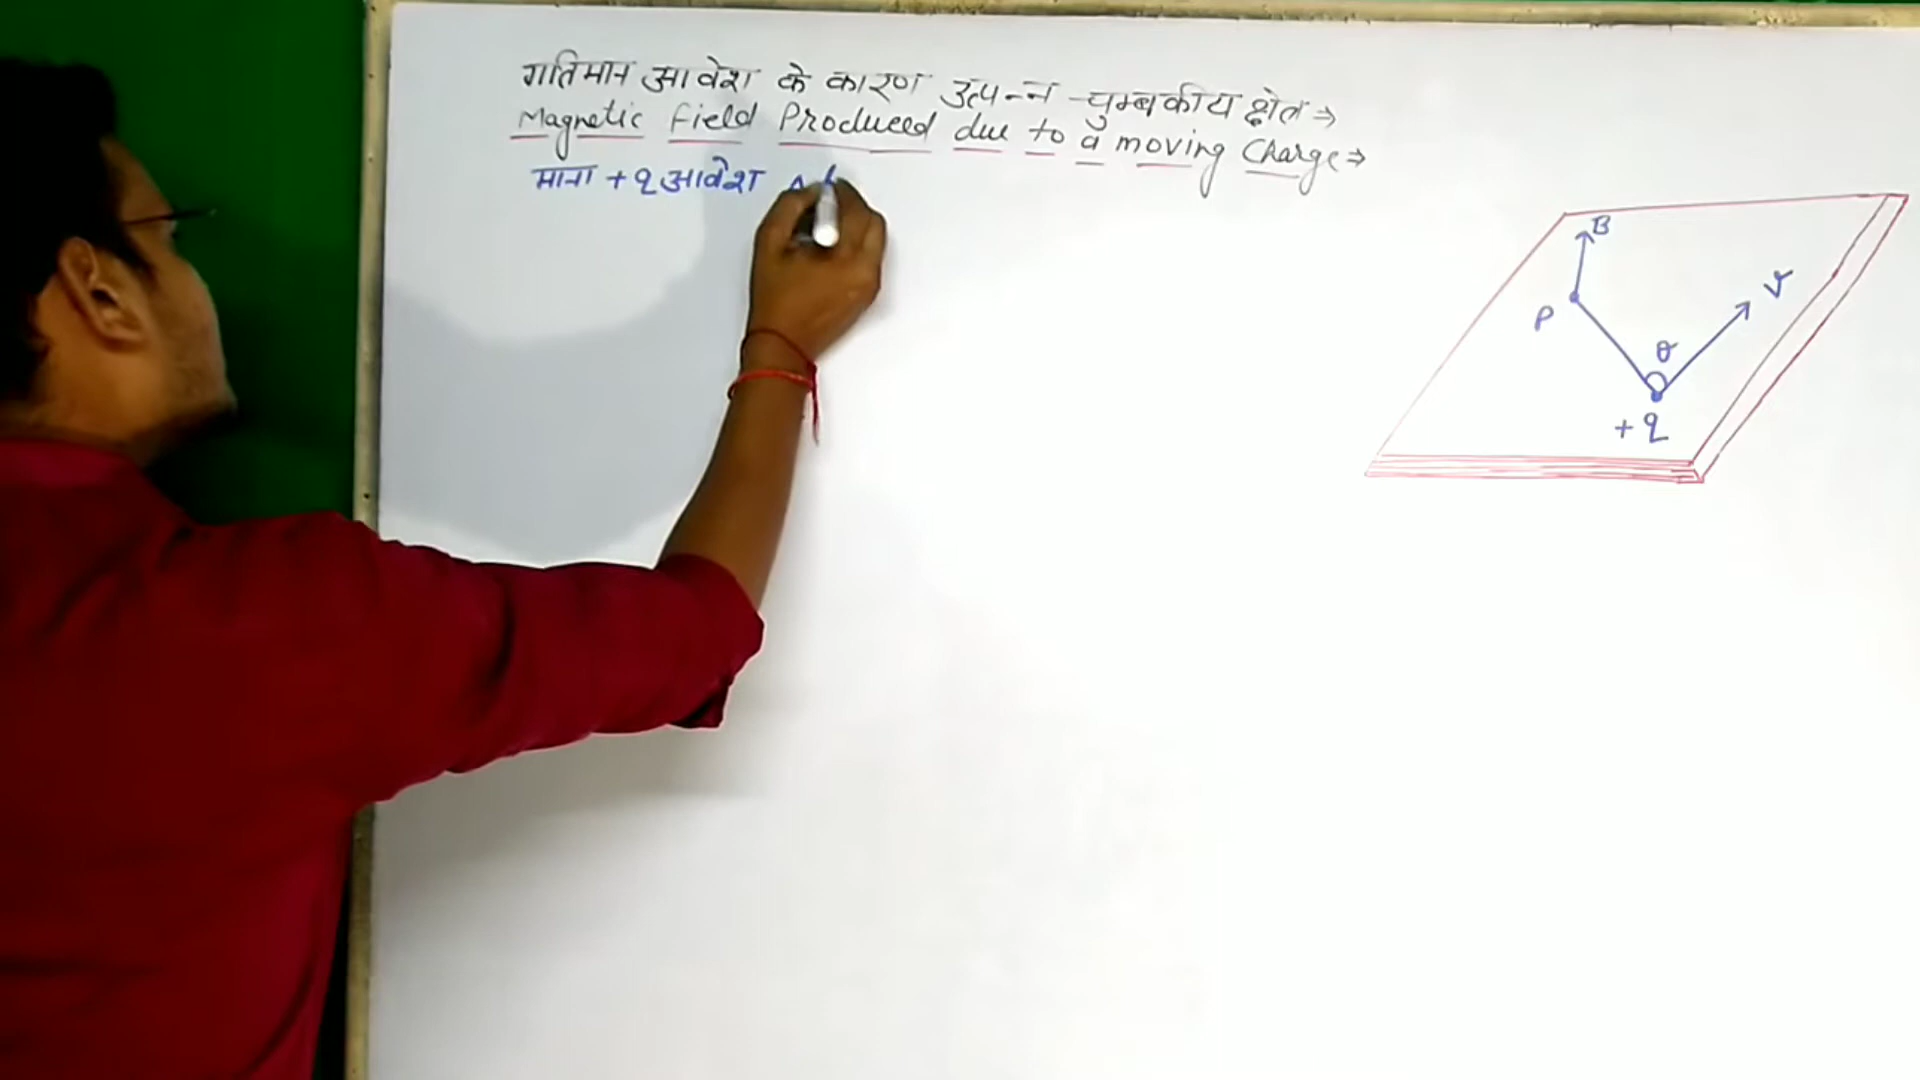 गतिमान आवेश के कारण उत्पन्न चुम्बकीय क्षेत्र ⇒
Magnetic Field Produced due to a moving Charge ⇒
माना +q आवेश
B
v
P
θ
+q